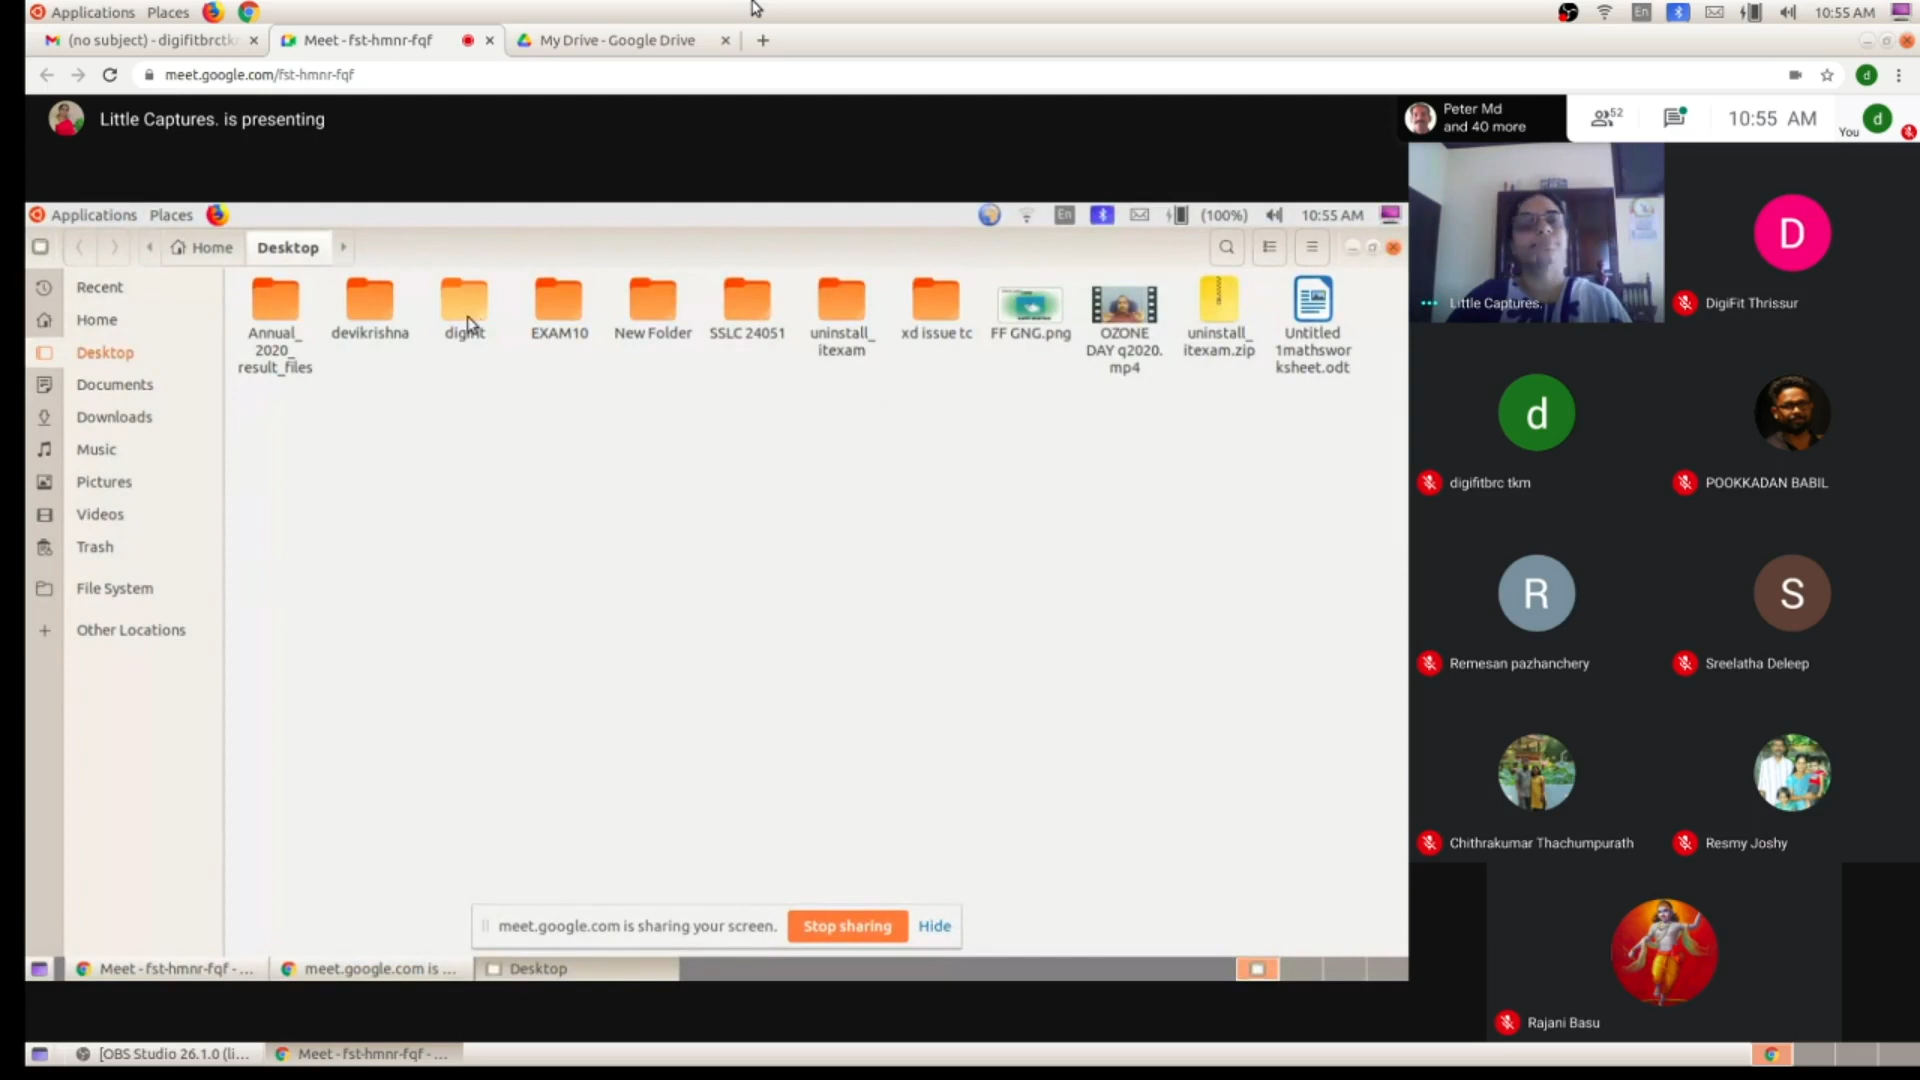 Applications Places En 10:55 AM
(no subject) - digifitbrctk Meet - fst-hmnr-fqf My Drive - Google Drive
meet.google.com/fst-hmnr-fqf d
Little Captures. is presenting
Peter Md
and 40 more
52
10:55 AM
You
d
Applications Places En (100%) 10:55 AM
Home Desktop
Recent
Home
Desktop
Documents
Downloads
Music
Pictures
Videos
Trash
File System
Other Locations
Annual_
2020_
result_files
devikrishna
EXAM10
New Folder
SSLC 24051
uninstall_
itexam
xd issue tc
FF GNG.png
OZONE
DAY q2020.
mp4
uninstall_
itexam.zip
Untitled
1mathswor
ksheet.odt
meet.google.com is sharing your screen. Stop sharing Hide
Meet - fst-hmnr-fqf - ... meet.google.com is ... Desktop
Little Captures.
D
DigiFit Thrissur
d
digifitbrc tkm
POOKKADAN BABIL
R
Remesan pazhanchery
S
Sreelatha Deleep
Chithrakumar Thachumpurath
Resmy Joshy
Rajani Basu
[OBS Studio 26.1.0 (li... Meet - fst-hmnr-fqf - ...